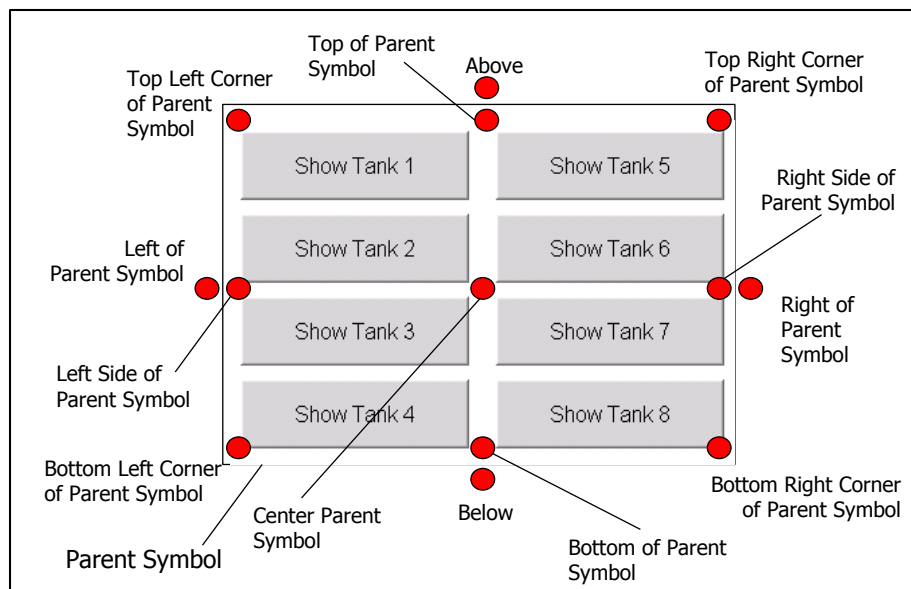 Top of Parent
Symbol
Above
Top Right Corner
of Parent Symbol
Top Left Corner
of Parent
Symbol
Show Tank 1
Show Tank 5
Right Side of
Parent Symbol
Left of
Parent Symbol
Show Tank 2
Show Tank 6
Right of
Parent
Symbol
Show Tank 3
Show Tank 7
Left Side of
Parent Symbol
Show Tank 4
Show Tank 8
Bottom Left Corner
of Parent Symbol
Center Parent
Symbol
Below
Bottom Right Corner
of Parent Symbol
Parent Symbol
Bottom of Parent
Symbol